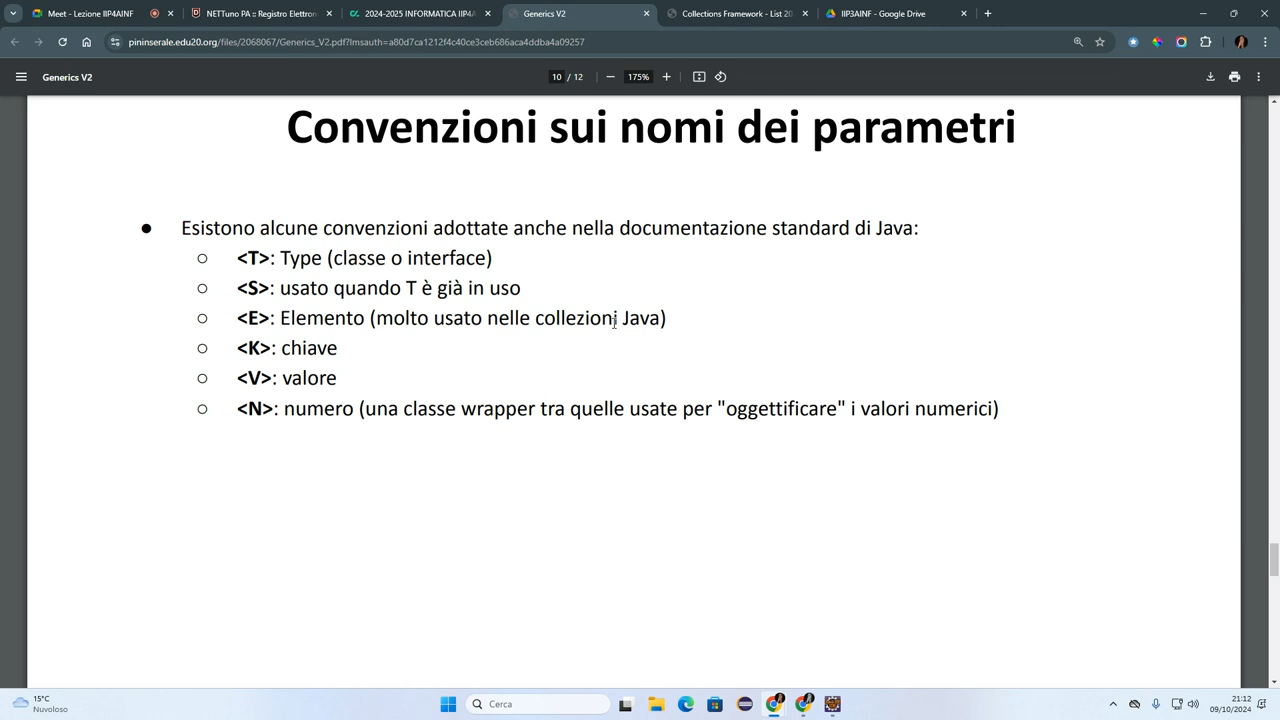 Meet - Lezione IIP4AINF
NETTuno PA :: Registro Elettron
2024-2025 INFORMATICA IIP4A
Generics V2
Collections Framework - List 20
IIP3AINF - Google Drive
pininserale.edu20.org/files/2068067/Generics_V2.pdf?lmsauth=a80d7ca1212f4c40ce3ceb686aca4ddba4a09257
Generics V2
10 / 12
175%
Convenzioni sui nomi dei parametri
● Esistono alcune convenzioni adottate anche nella documentazione standard di Java:
○ <T>: Type (classe o interface)
○ <S>: usato quando T è già in uso
○ <E>: Elemento (molto usato nelle collezioni Java)
○ <K>: chiave
○ <V>: valore
○ <N>: numero (una classe wrapper tra quelle usate per "oggettificare" i valori numerici)
15°C
Nuvoloso
Cerca
21:12
09/10/2024